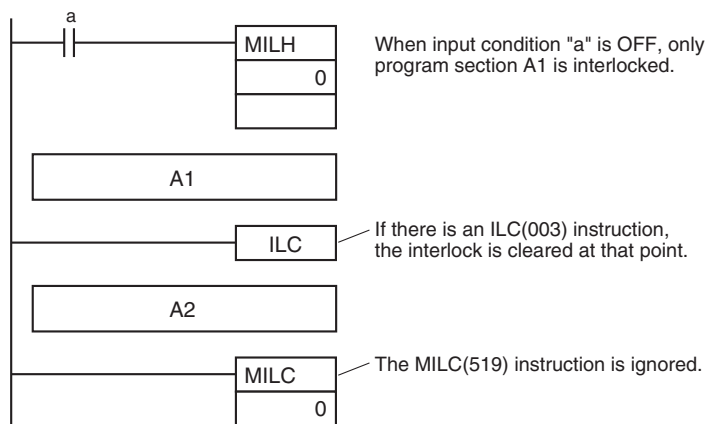 a
MILH
0
When input condition "a" is OFF, only
program section A1 is interlocked.
A1
ILC
If there is an ILC(003) instruction,
the interlock is cleared at that point.
A2
MILC
0
The MILC(519) instruction is ignored.